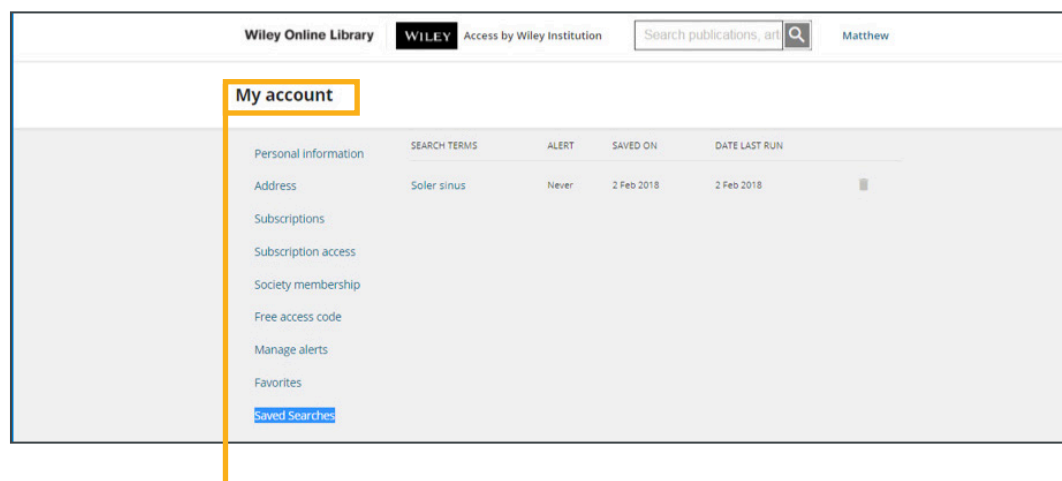 Wiley Online Library WILEY Access by Wiley Institution Search publications, art Matthew
My account
SEARCH TERMS ALERT SAVED ON DATE LAST RUN
Soler sinus Never 2 Feb 2018 2 Feb 2018
Personal information
Address
Subscriptions
Subscription access
Society membership
Free access code
Manage alerts
Favorites
Saved Searches